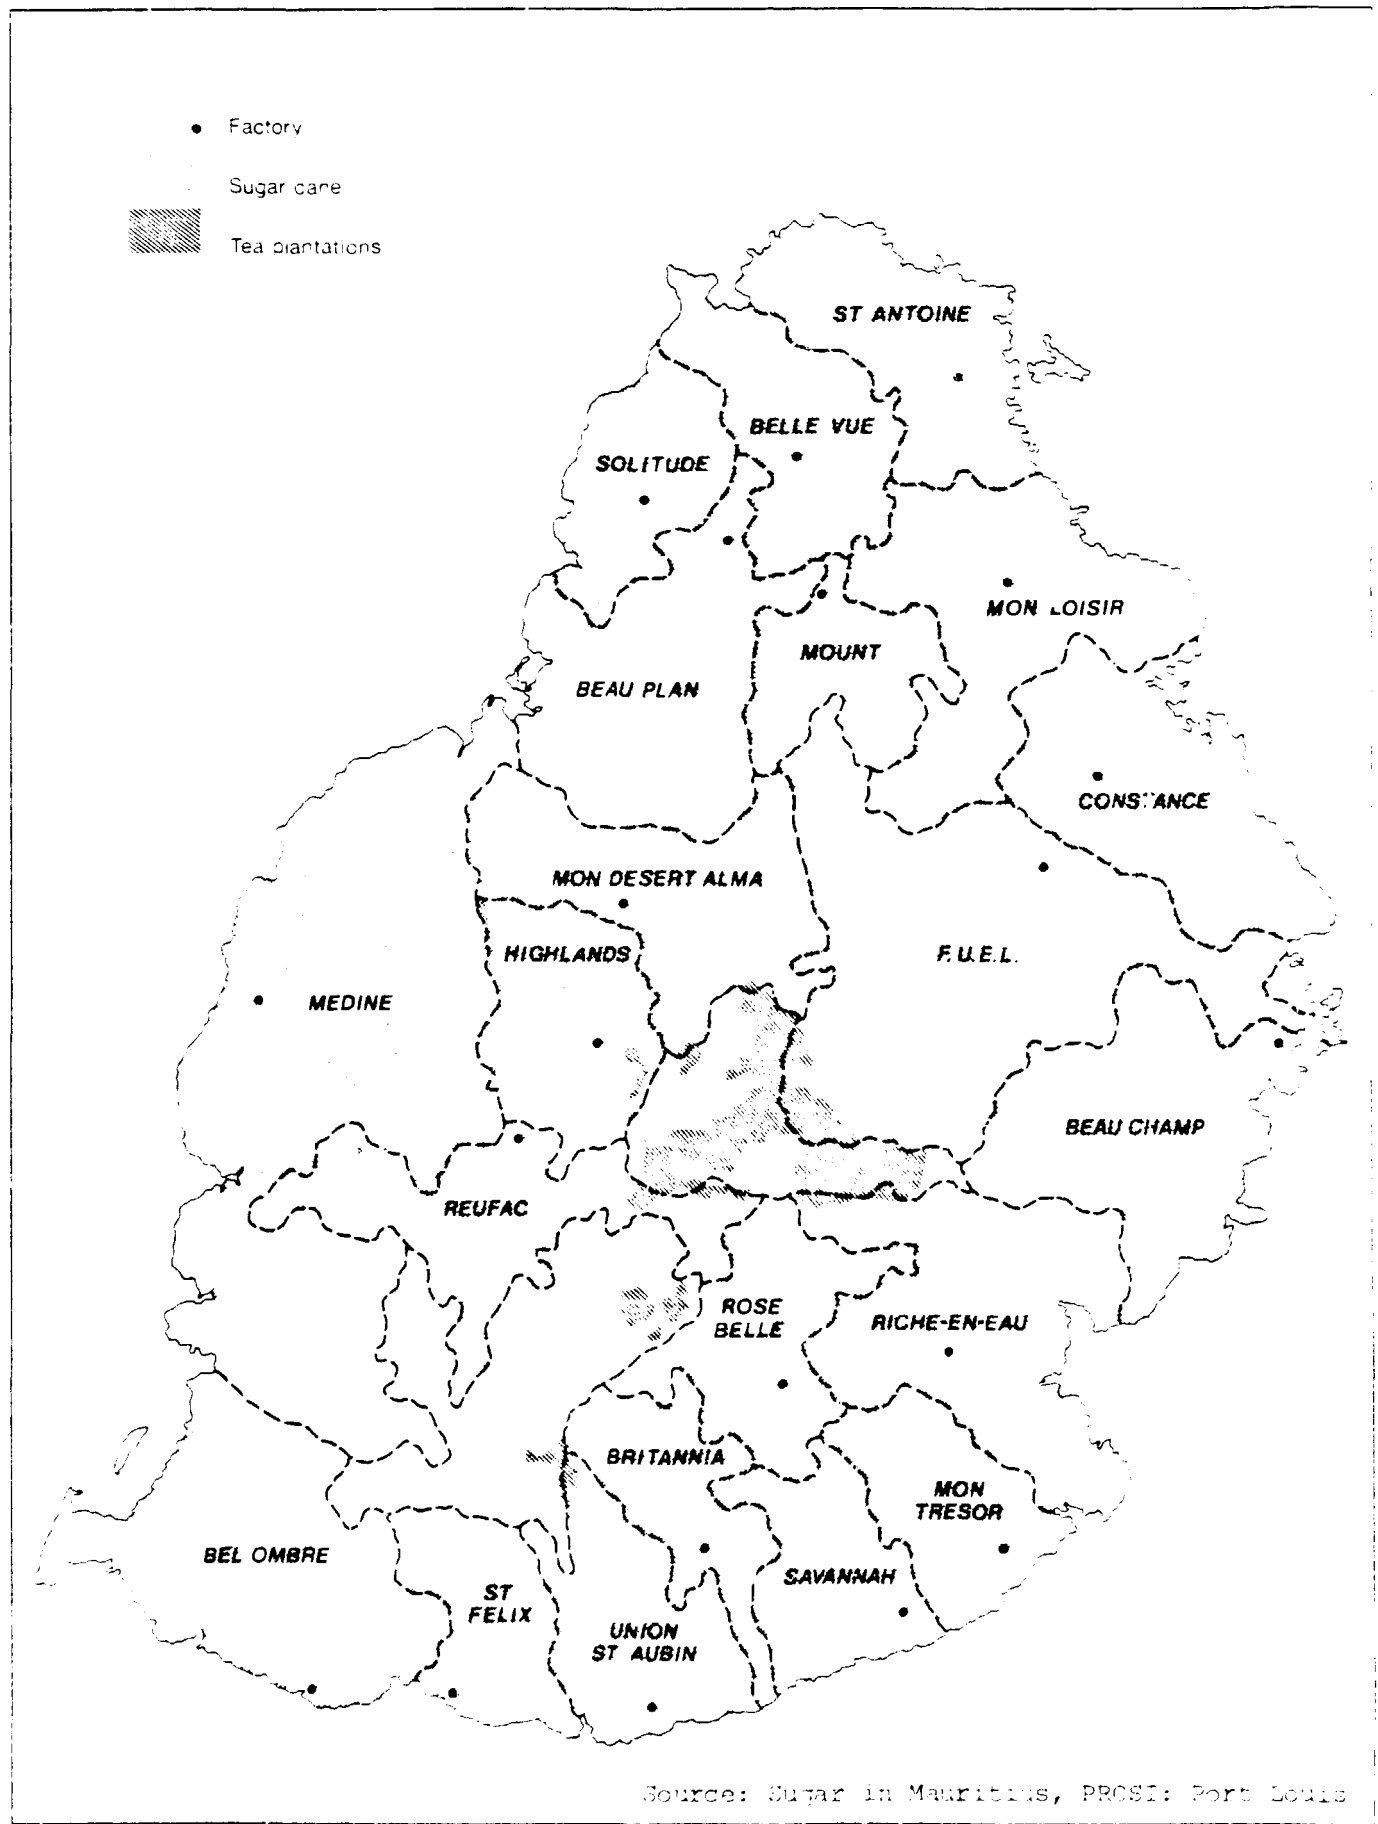 Factory
Sugar cane
Tea plantations
ST ANTOINE
BELLE VUE
SOLITUDE
MON LOISIR
MOUNT
BEAU PLAN
CONSTANCE
MON DESERT ALMA
HIGHLANDS
F.U.E.L.
MEDINE
BEAU CHAMP
REUFAC
ROSE
BELLE
RICHE-EN-EAU
BRITANNIA
MON
TRESOR
BEL OMBRE
SAVANNAH
ST
FELIX
UNION
ST AUBIN
Source: Sugar in Mauritius, PROSI: Port Louis